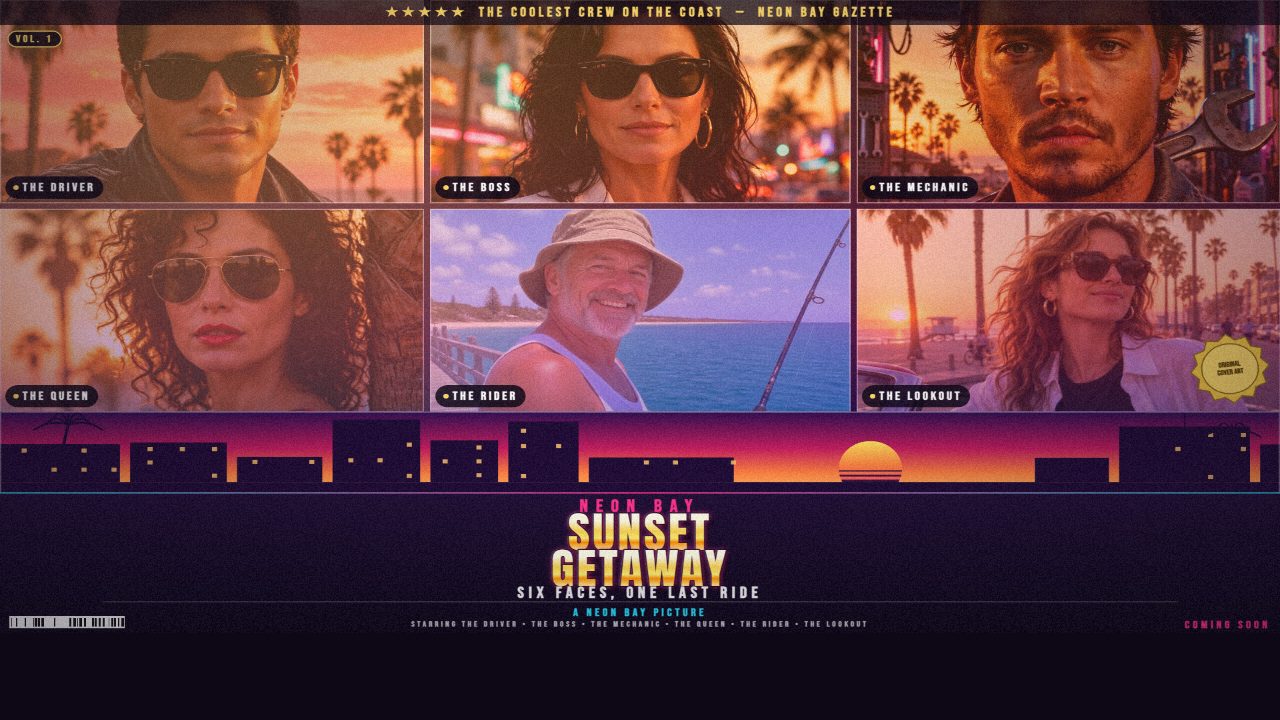 ★★★★★ THE COOLEST CREW ON THE COAST — NEON BAY GAZETTE
VOL. 1
THE DRIVER
THE BOSS
THE MECHANIC
THE QUEEN
THE RIDER
THE LOOKOUT
ORIGINAL
COVER ART
NEON BAY
SUNSET
GETAWAY
SIX FACES, ONE LAST RIDE
A NEON BAY PICTURE
STARRING THE DRIVER • THE BOSS • THE MECHANIC • THE QUEEN • THE RIDER • THE LOOKOUT
COMING SOON